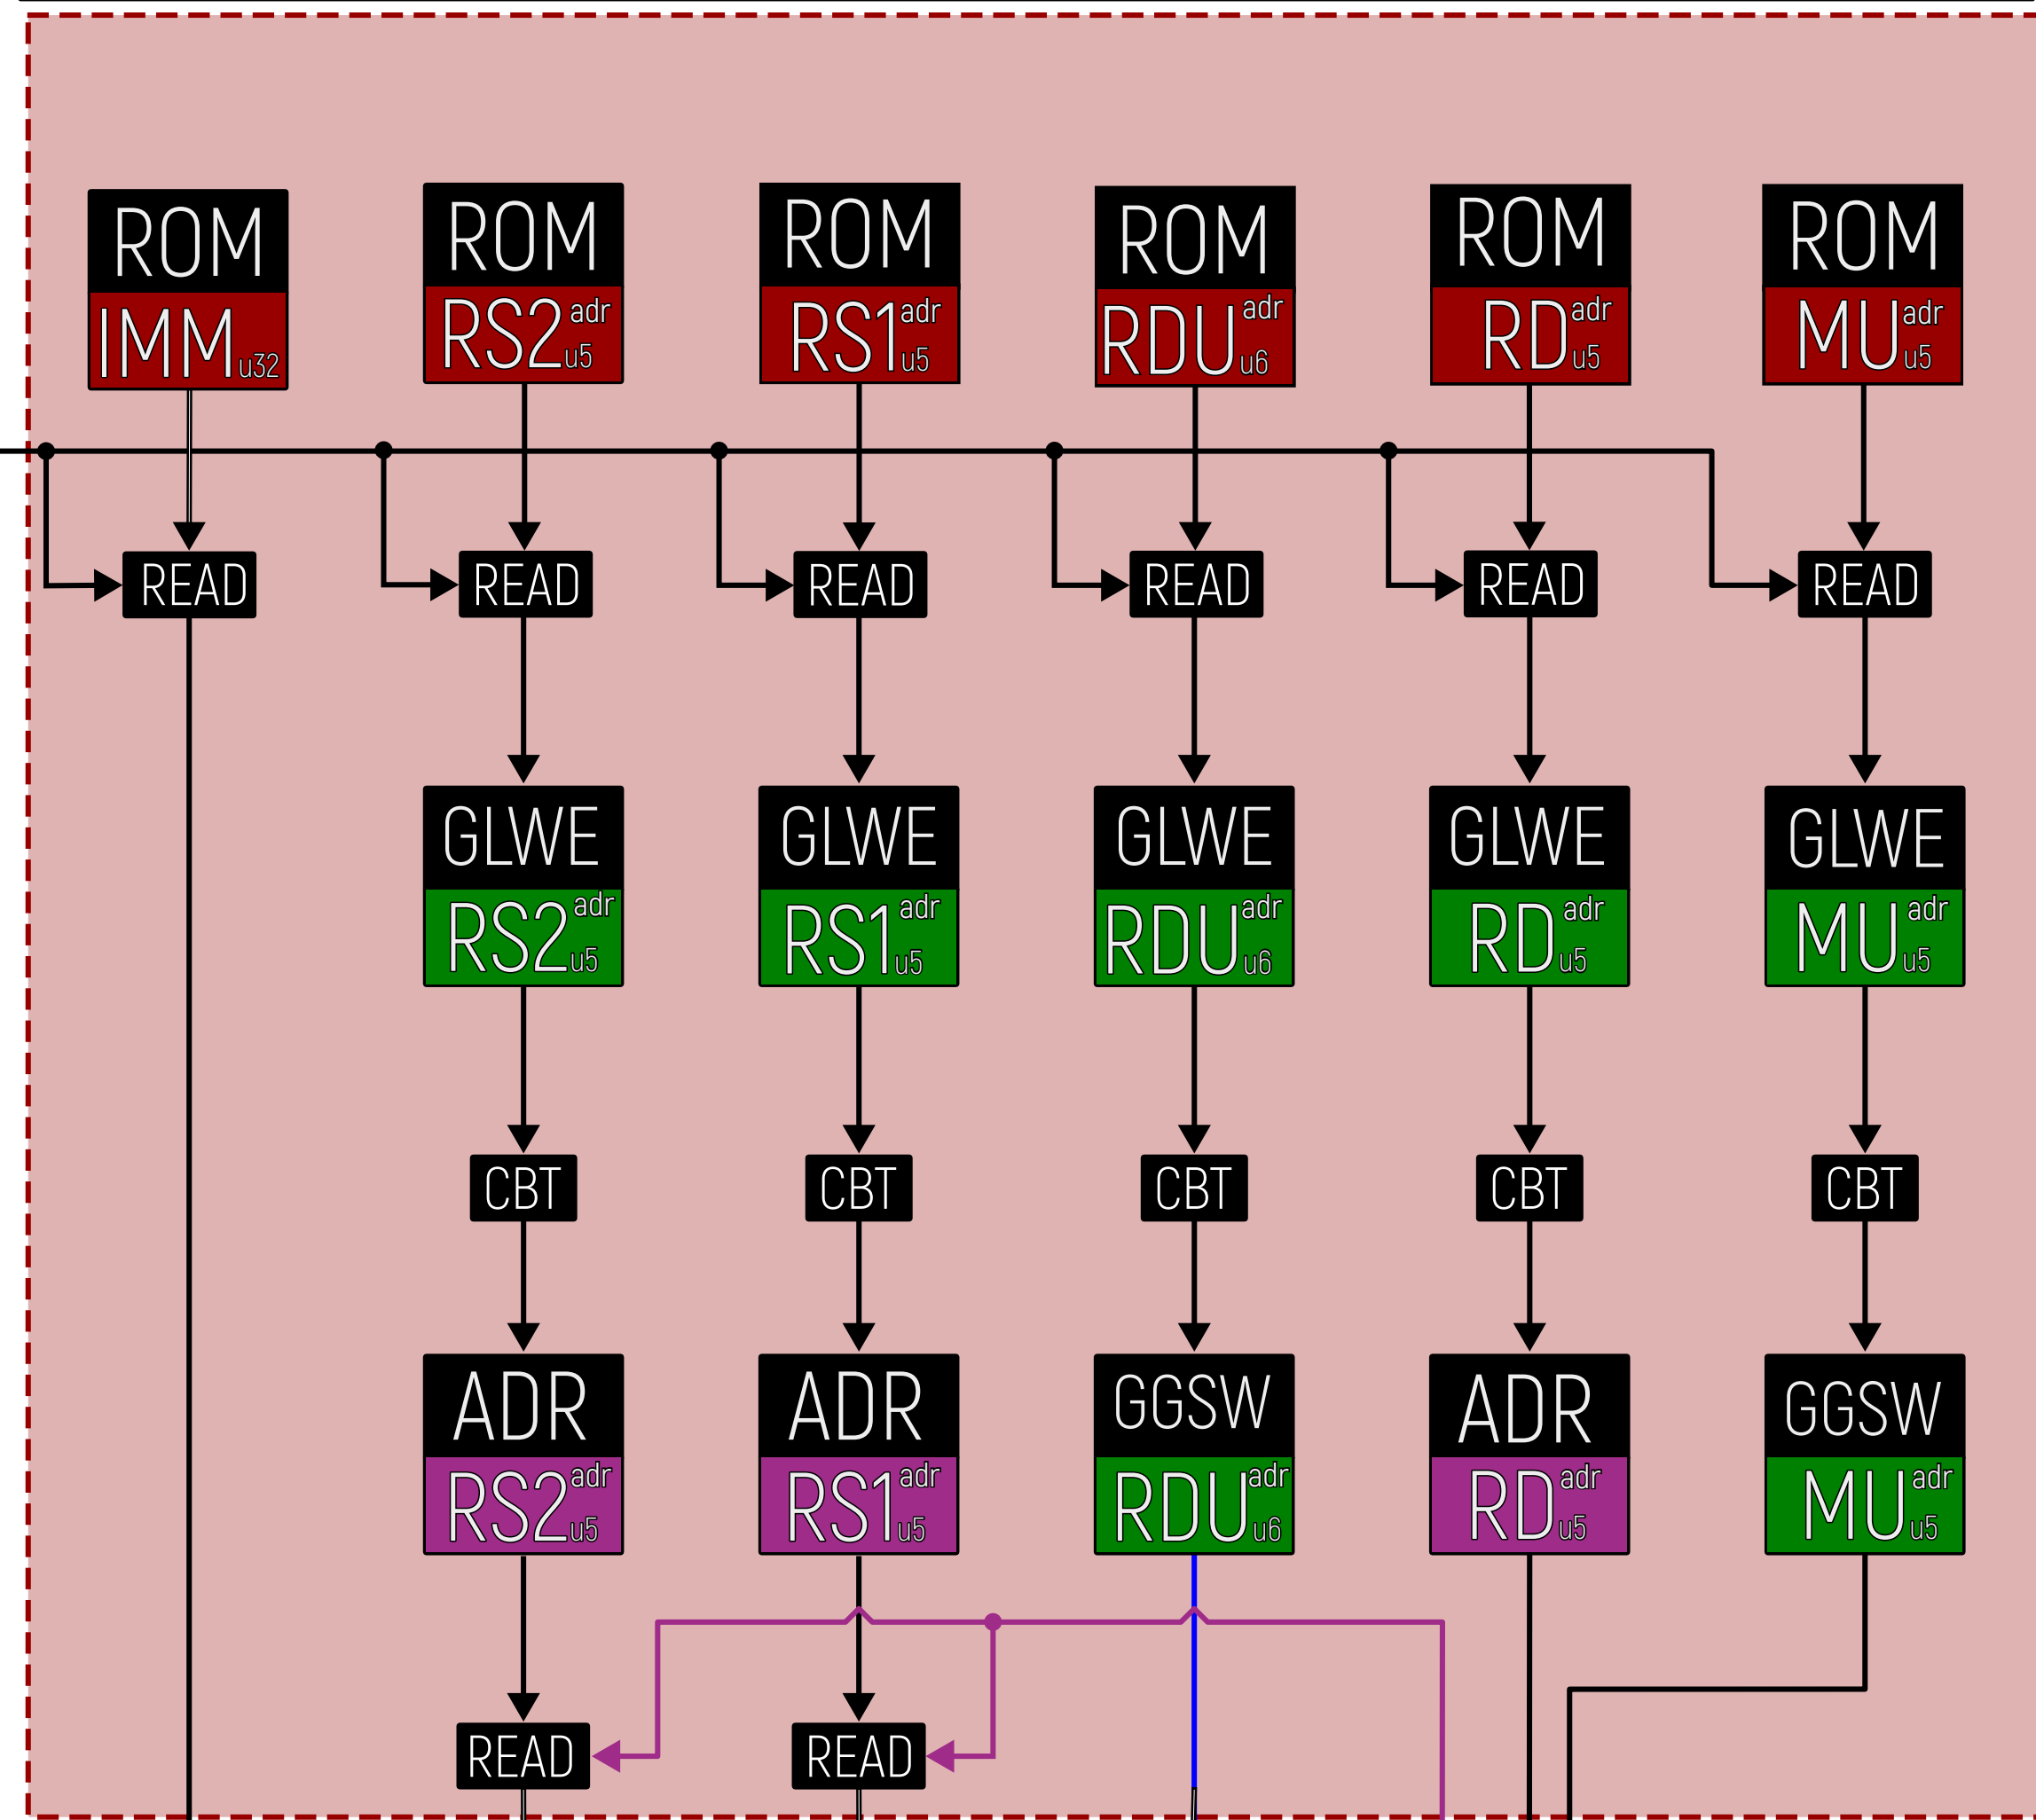 ROM
IMM u32
ROM
RS2 adr u5
ROM
RS1 adr u5
ROM
RDU adr u6
ROM
RD adr u5
ROM
MU adr u5
READ
READ
READ
READ
READ
READ
GLWE
RS2 adr u5
GLWE
RS1 adr u5
GLWE
RDU adr u6
GLWE
RD adr u5
GLWE
MU adr u5
CBT
CBT
CBT
CBT
CBT
ADR
RS2 adr u5
ADR
RS1 adr u5
GGSW
RDU adr u6
ADR
RD adr u5
GGSW
MU adr u5
READ
READ